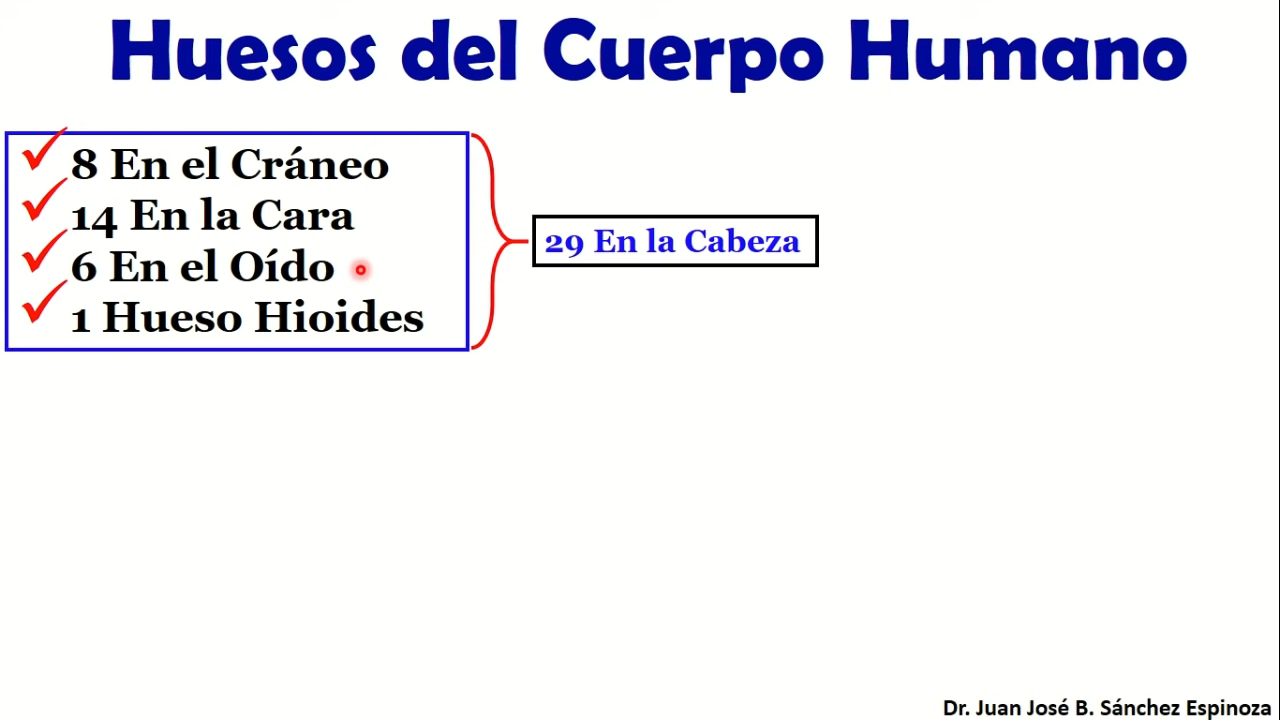 Huesos del Cuerpo Humano
8 En el Cráneo
14 En la Cara
6 En el Oído
1 Hueso Hioides
29 En la Cabeza
Dr. Juan José B. Sánchez Espinoza